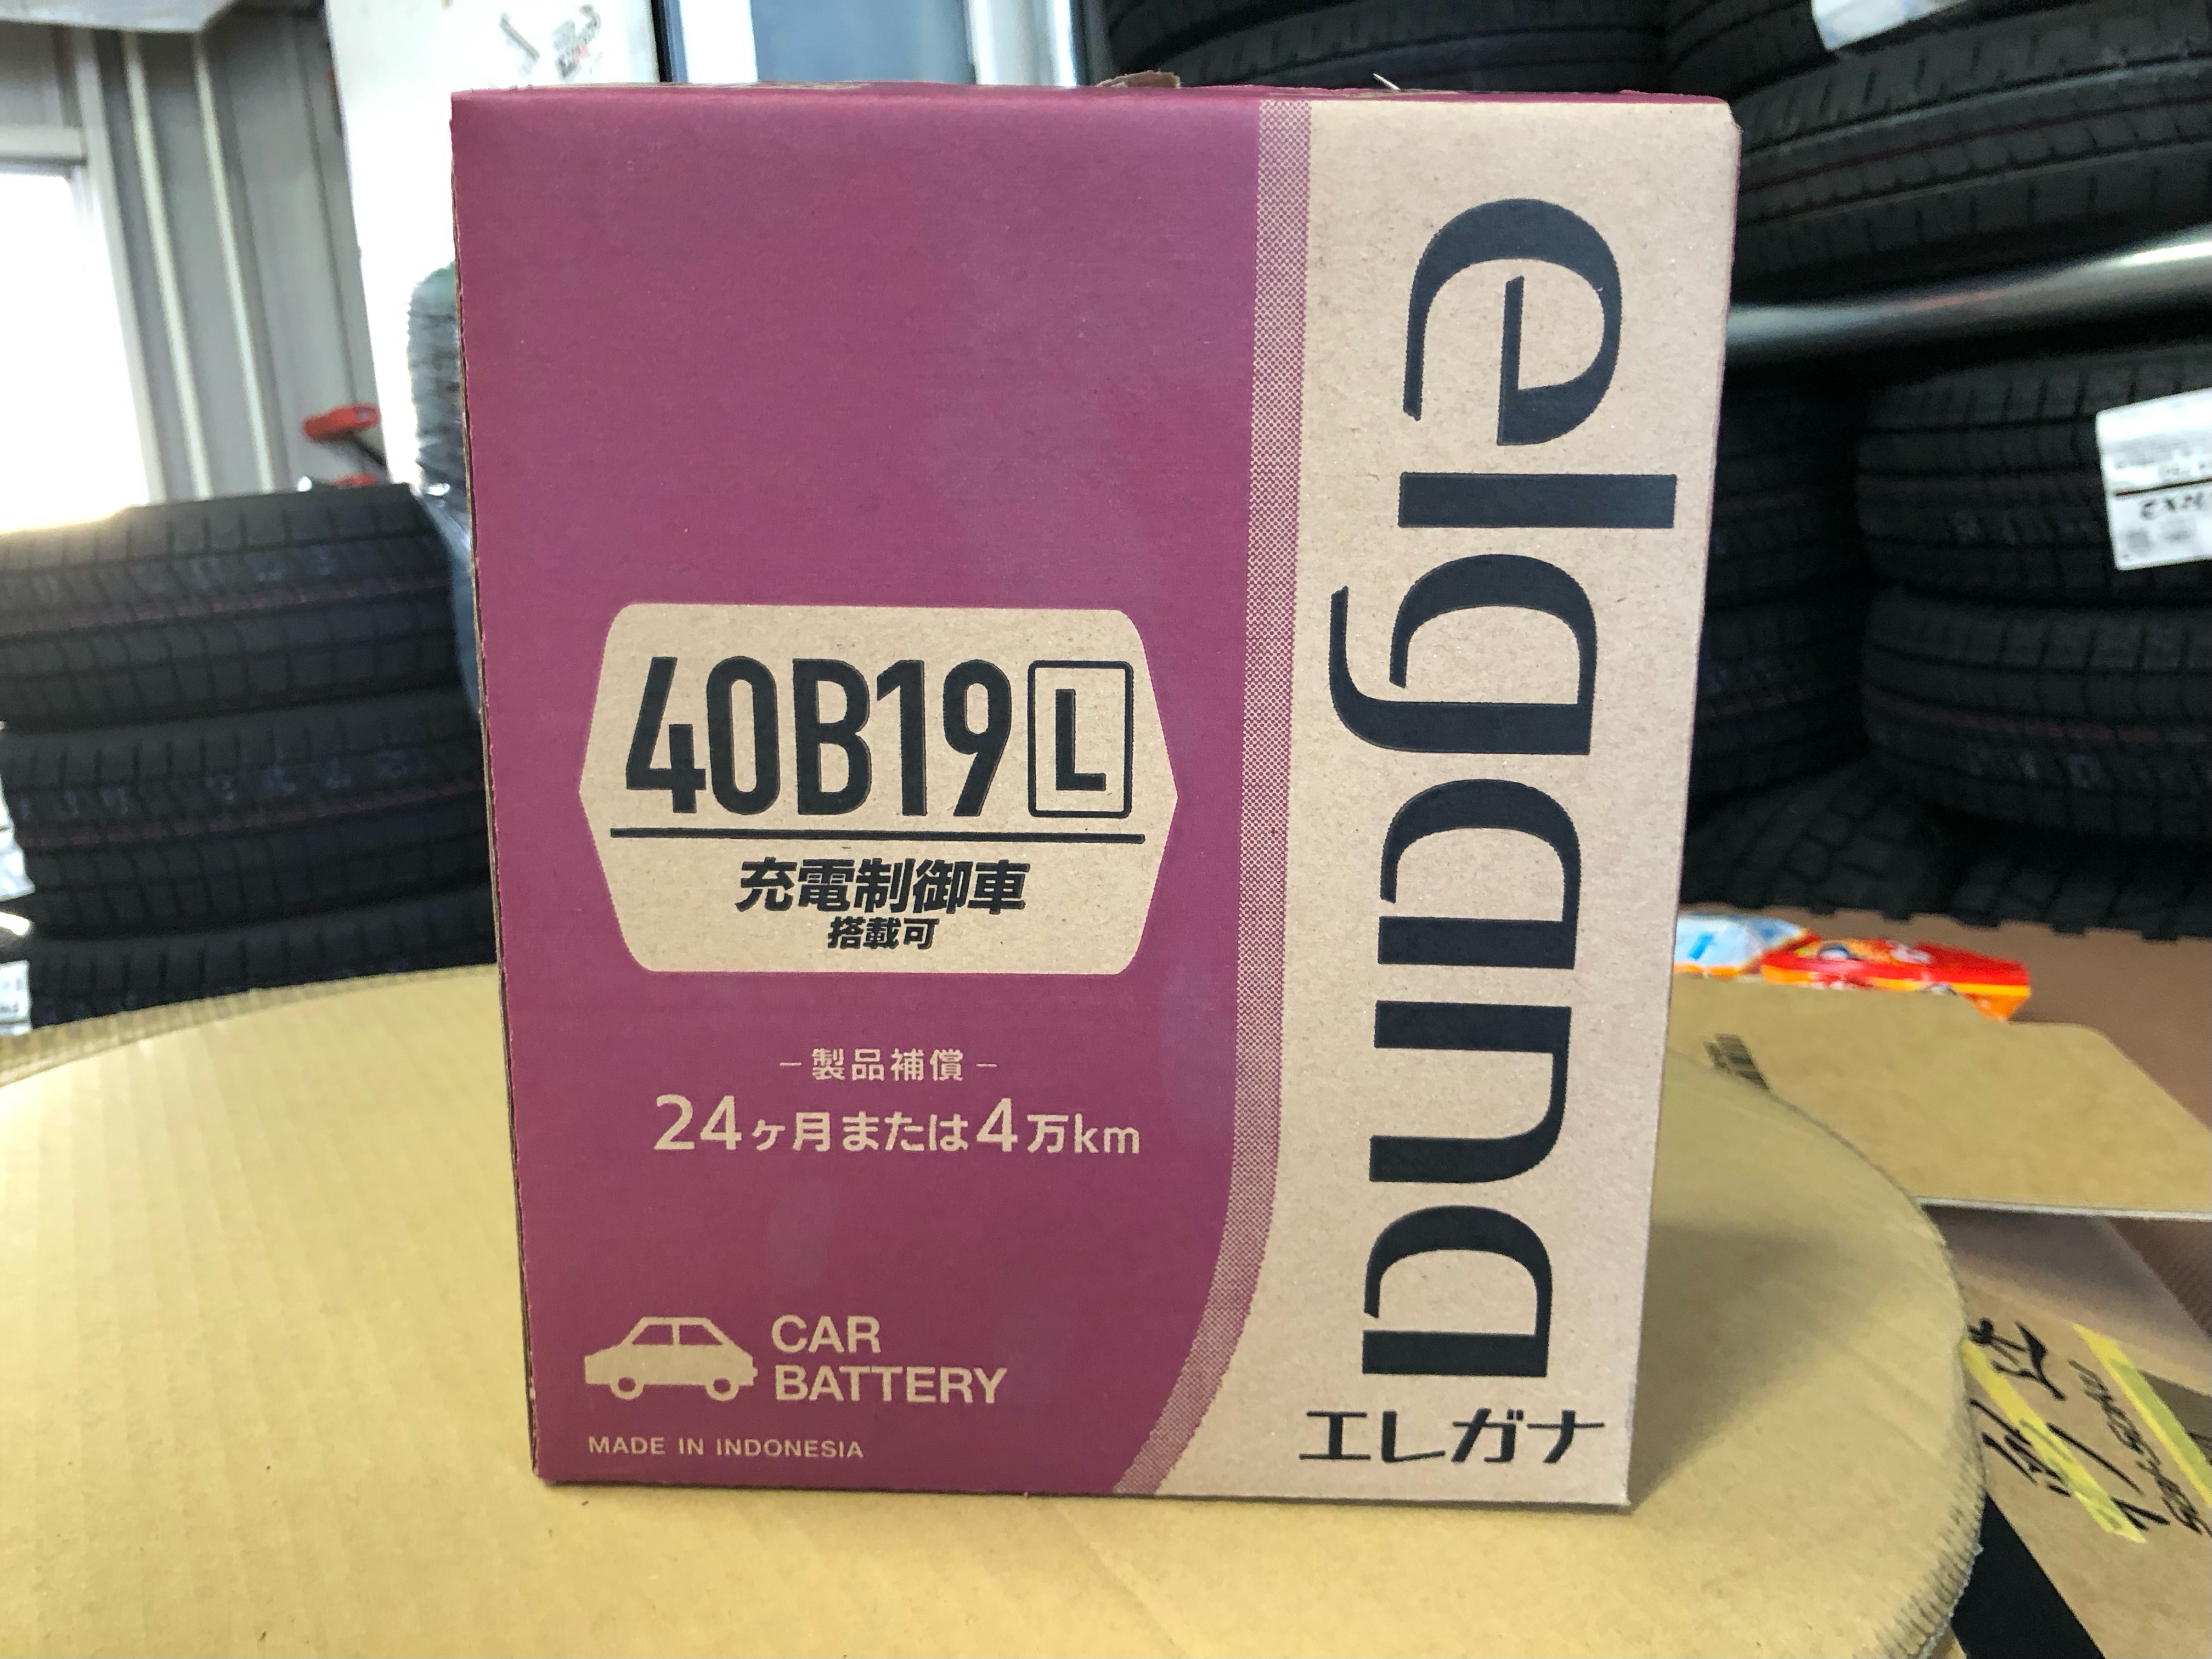 elgana
エレガナ
40B19 L
充電制御車
搭載可
－製品補償－
24ヶ月または4万km
CAR
BATTERY
MADE IN INDONESIA